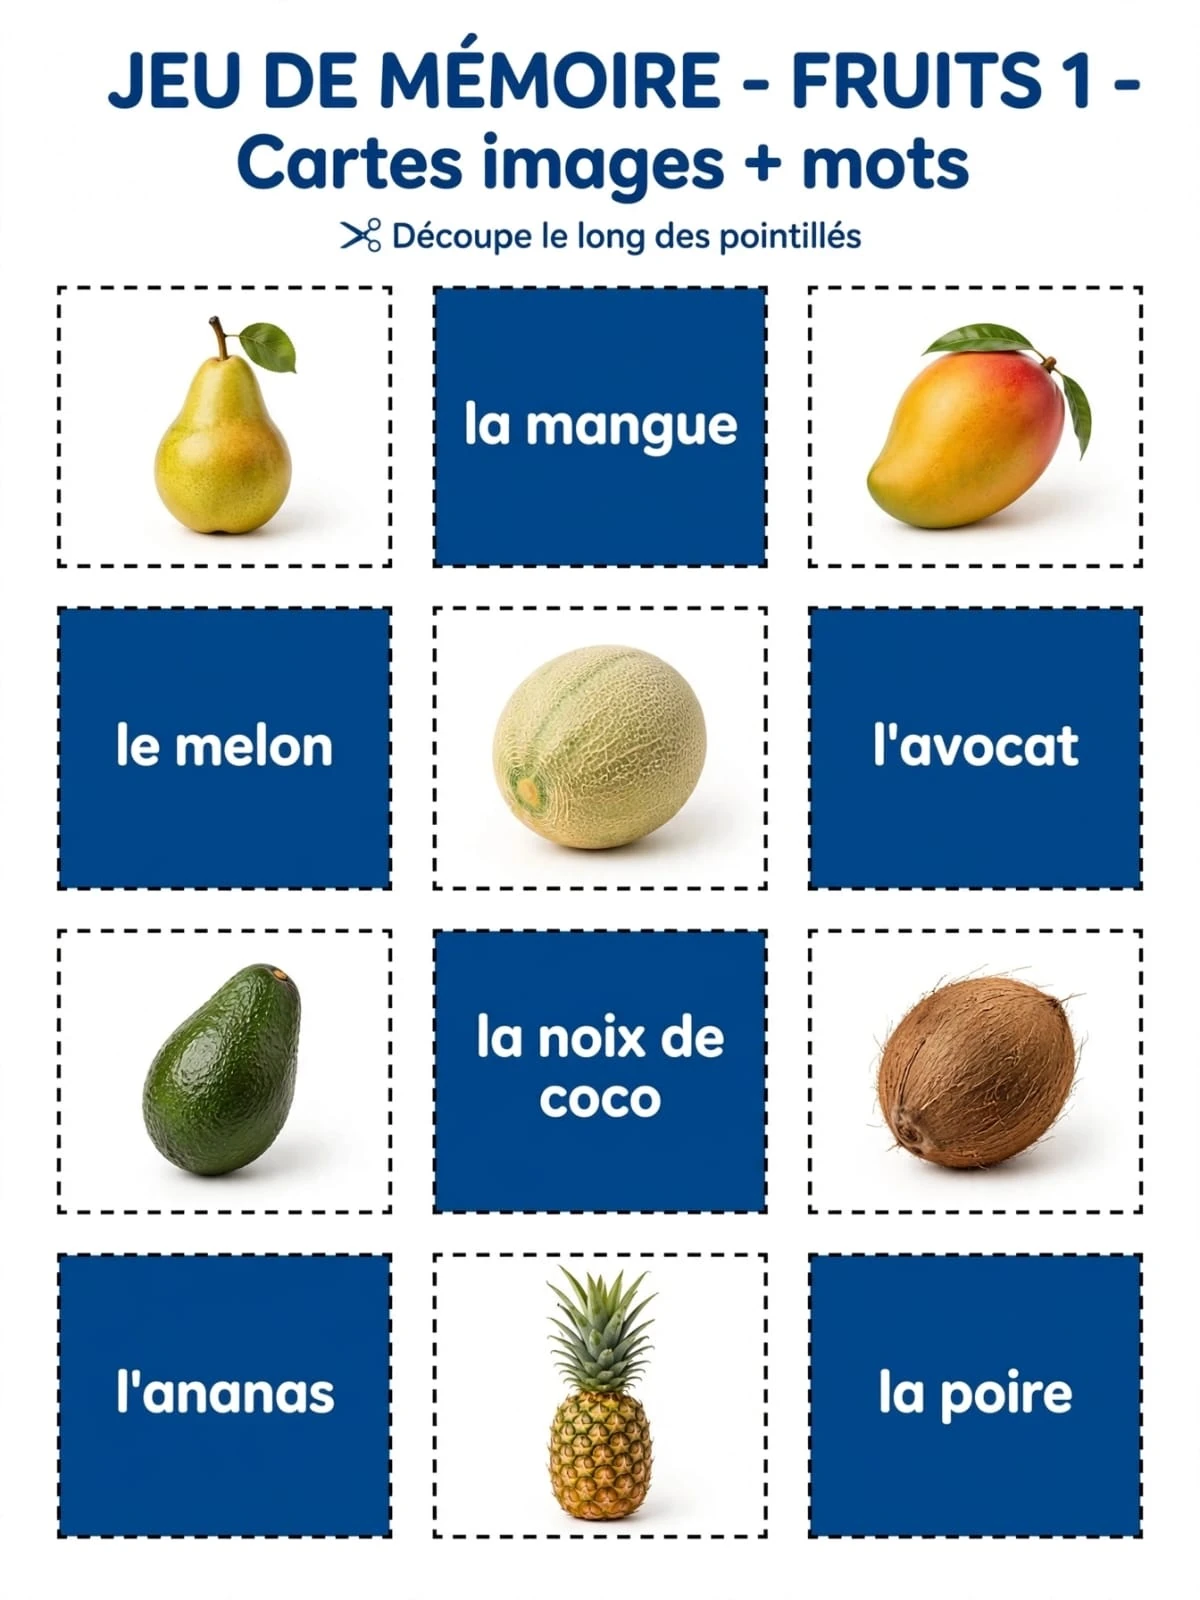 JEU DE MÉMOIRE - FRUITS 1 -
Cartes images + mots
Découpe le long des pointillés
la mangue
le melon
l'avocat
la noix de
coco
l'ananas
la poire